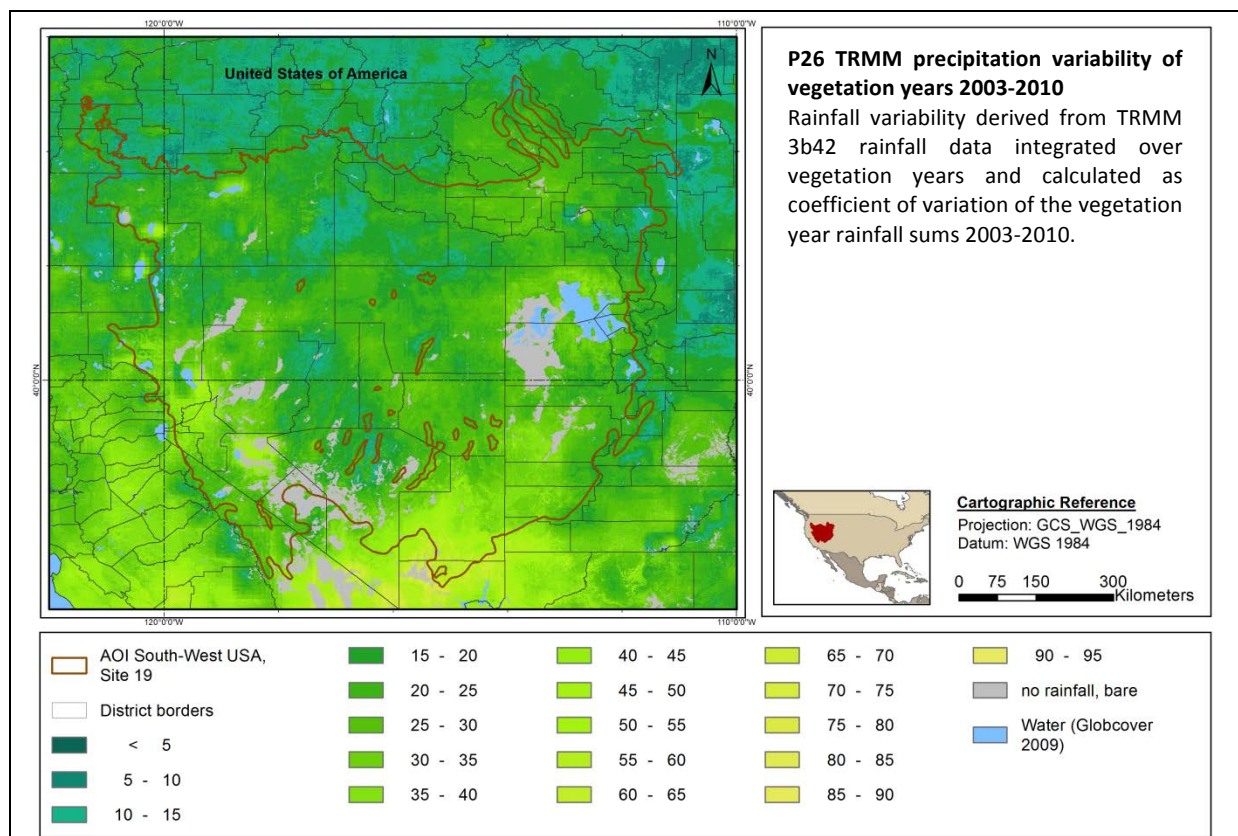 120°0'0"W
110°0'0"W
United States of America
N
40°0'0"N
40°0'0"N
120°0'0"W
110°0'0"W
P26 TRMM precipitation variability of
vegetation years 2003-2010
Rainfall variability derived from TRMM
3b42 rainfall data integrated over
vegetation years and calculated as
coefficient of variation of the vegetation
year rainfall sums 2003-2010.
Cartographic Reference
Projection: GCS_WGS_1984
Datum: WGS 1984
0 75 150 300
Kilometers
AOI South-West USA,
Site 19
District borders
< 5
5 - 10
10 - 15
15 - 20
20 - 25
25 - 30
30 - 35
35 - 40
40 - 45
45 - 50
50 - 55
55 - 60
60 - 65
65 - 70
70 - 75
75 - 80
80 - 85
85 - 90
90 - 95
no rainfall, bare
Water (Globcover
2009)